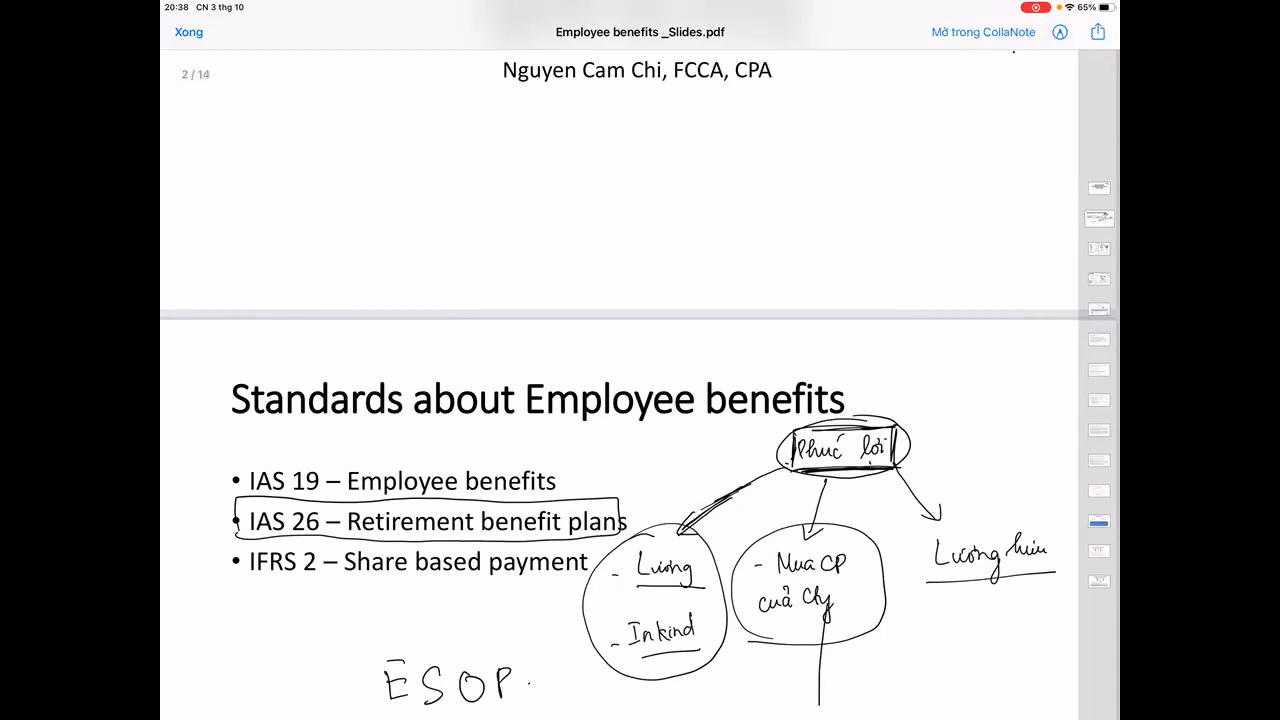 20:38 CN 3 thg 10
65%
Xong
Employee benefits _Slides.pdf
Mở trong CollaNote
2 / 14
Nguyen Cam Chi, FCCA, CPA
Standards about Employee benefits
Phúc lợi
• IAS 19 – Employee benefits
• IAS 26 – Retirement benefit plans
• IFRS 2 – Share based payment
- Lương
- Inkind
- Mua CP
của Cty
Lương hưu
ESOP.